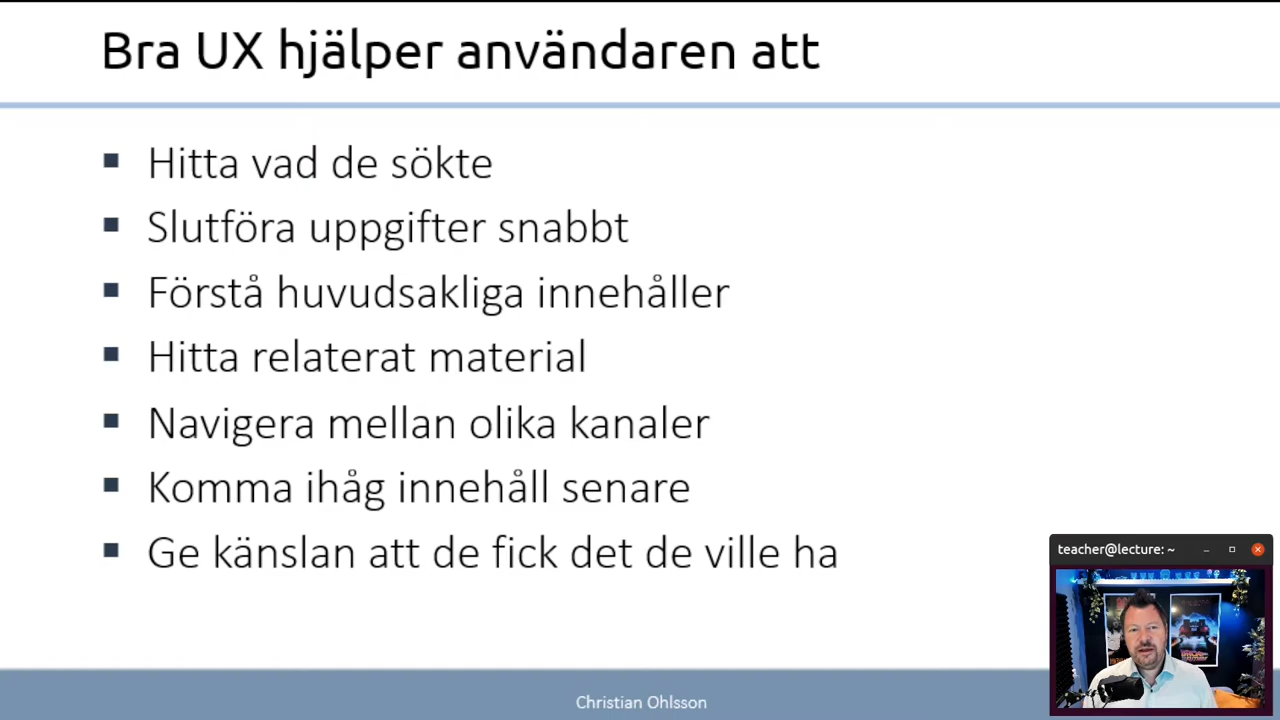 Bra UX hjälper användaren att
Hitta vad de sökte
Slutföra uppgifter snabbt
Förstå huvudsakliga innehåller
Hitta relaterat material
Navigera mellan olika kanaler
Komma ihåg innehåll senare
Ge känslan att de fick det de ville ha
teacher@lecture: ~
Christian Ohlsson